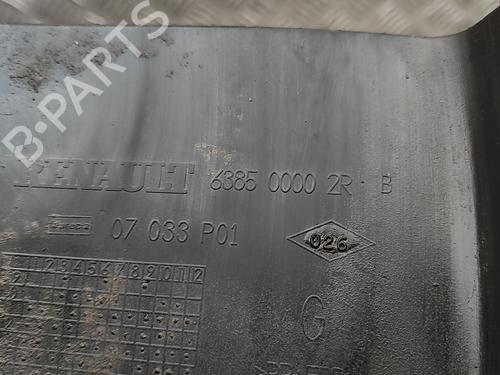 B-PARTS
RENAULT 6385 0000 2R B
07 033 P01
026
1 2 3 4 5 6 7 8 9 10 11 12
G